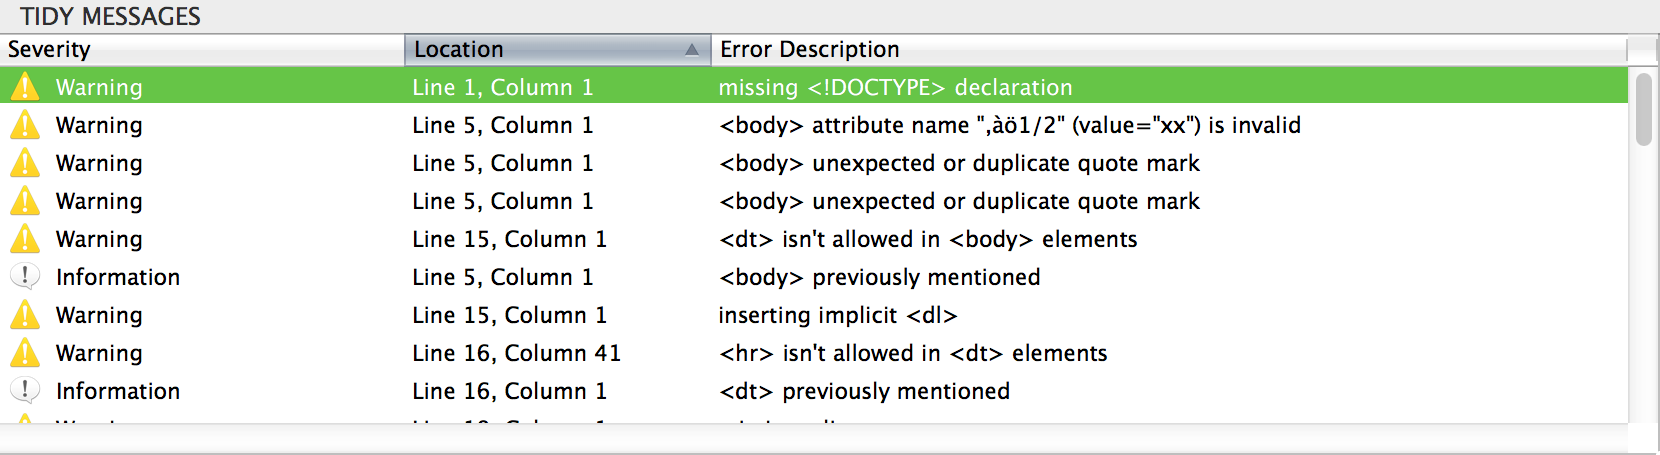 TIDY MESSAGES
Severity Location Error Description
Warning Line 1, Column 1 missing <!DOCTYPE> declaration
Warning Line 5, Column 1 <body> attribute name "‚àö1/2" (value="xx") is invalid
Warning Line 5, Column 1 <body> unexpected or duplicate quote mark
Warning Line 5, Column 1 <body> unexpected or duplicate quote mark
Warning Line 15, Column 1 <dt> isn't allowed in <body> elements
Information Line 5, Column 1 <body> previously mentioned
Warning Line 15, Column 1 inserting implicit <dl>
Warning Line 16, Column 41 <hr> isn't allowed in <dt> elements
Information Line 16, Column 1 <dt> previously mentioned